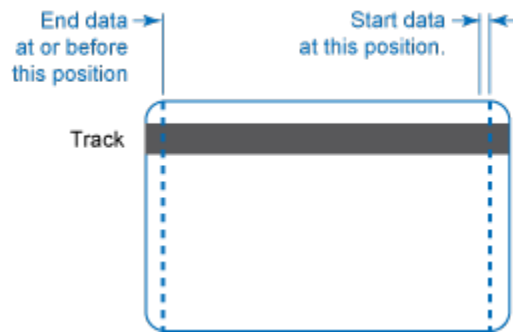 End data
at or before
this position
Start data
at this position.
Track